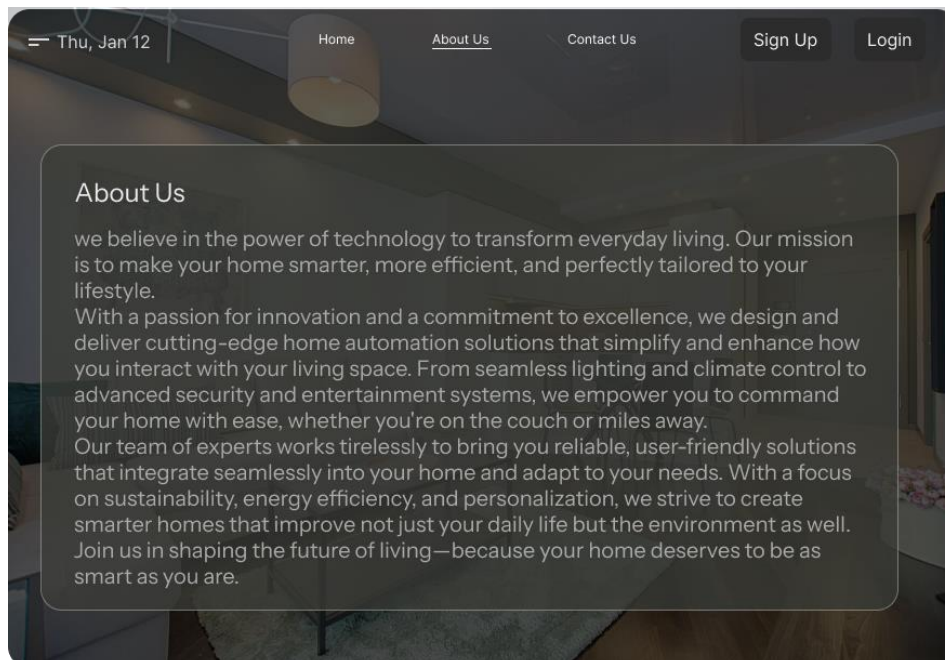 Thu, Jan 12
Home
About Us
Contact Us
Sign Up
Login
About Us
we believe in the power of technology to transform everyday living. Our mission
is to make your home smarter, more efficient, and perfectly tailored to your
lifestyle.
With a passion for innovation and a commitment to excellence, we design and
deliver cutting-edge home automation solutions that simplify and enhance how
you interact with your living space. From seamless lighting and climate control to
advanced security and entertainment systems, we empower you to command
your home with ease, whether you're on the couch or miles away.
Our team of experts works tirelessly to bring you reliable, user-friendly solutions
that integrate seamlessly into your home and adapt to your needs. With a focus
on sustainability, energy efficiency, and personalization, we strive to create
smarter homes that improve not just your daily life but the environment as well.
Join us in shaping the future of living—because your home deserves to be as
smart as you are.